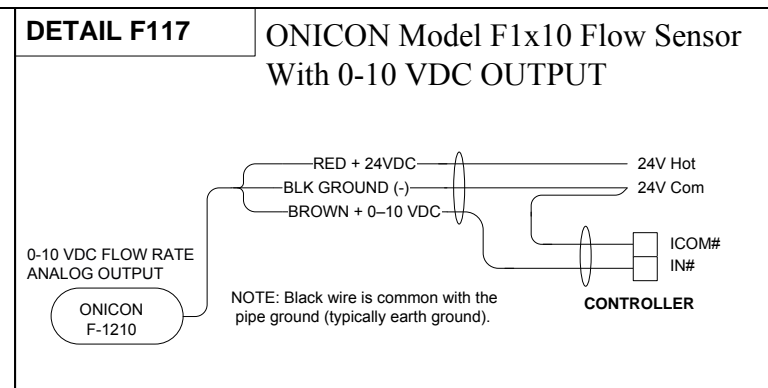 DETAIL F117
ONICON Model F1x10 Flow Sensor
With 0-10 VDC OUTPUT
RED + 24VDC
24V Hot
BLK GROUND (-)
24V Com
BROWN + 0–10 VDC
ICOM#
IN#
CONTROLLER
0-10 VDC FLOW RATE
ANALOG OUTPUT
ONICON
F-1210
NOTE: Black wire is common with the
pipe ground (typically earth ground).